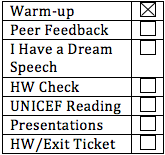 Warm-up ☒
Peer Feedback ☐
I Have a Dream ☐
Speech
HW Check ☐
UNICEF Reading ☐
Presentations ☐
HW/Exit Ticket ☐